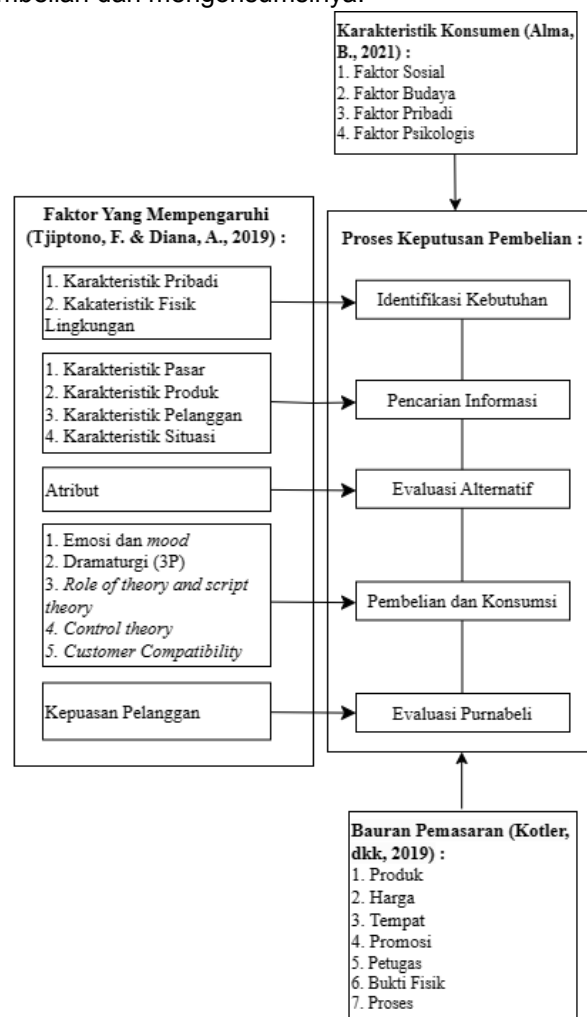 Karakteristik Konsumen (Alma,
B., 2021) :
1. Faktor Sosial
2. Faktor Budaya
3. Faktor Pribadi
4. Faktor Psikologis
Faktor Yang Mempengaruhi
(Tjiptono, F. & Diana, A., 2019) :
1. Karakteristik Pribadi
2. Kakateristik Fisik
Lingkungan
1. Karakteristik Pasar
2. Karakteristik Produk
3. Karakteristik Pelanggan
4. Karakteristik Situasi
Atribut
1. Emosi dan mood
2. Dramaturgi (3P)
3. Role of theory and script
theory
4. Control theory
5. Customer Compatibility
Kepuasan Pelanggan
Proses Keputusan Pembelian :
Identifikasi Kebutuhan
Pencarian Informasi
Evaluasi Alternatif
Pembelian dan Konsumsi
Evaluasi Purnabeli
Bauran Pemasaran (Kotler,
dkk, 2019) :
1. Produk
2. Harga
3. Tempat
4. Promosi
5. Petugas
6. Bukti Fisik
7. Proses